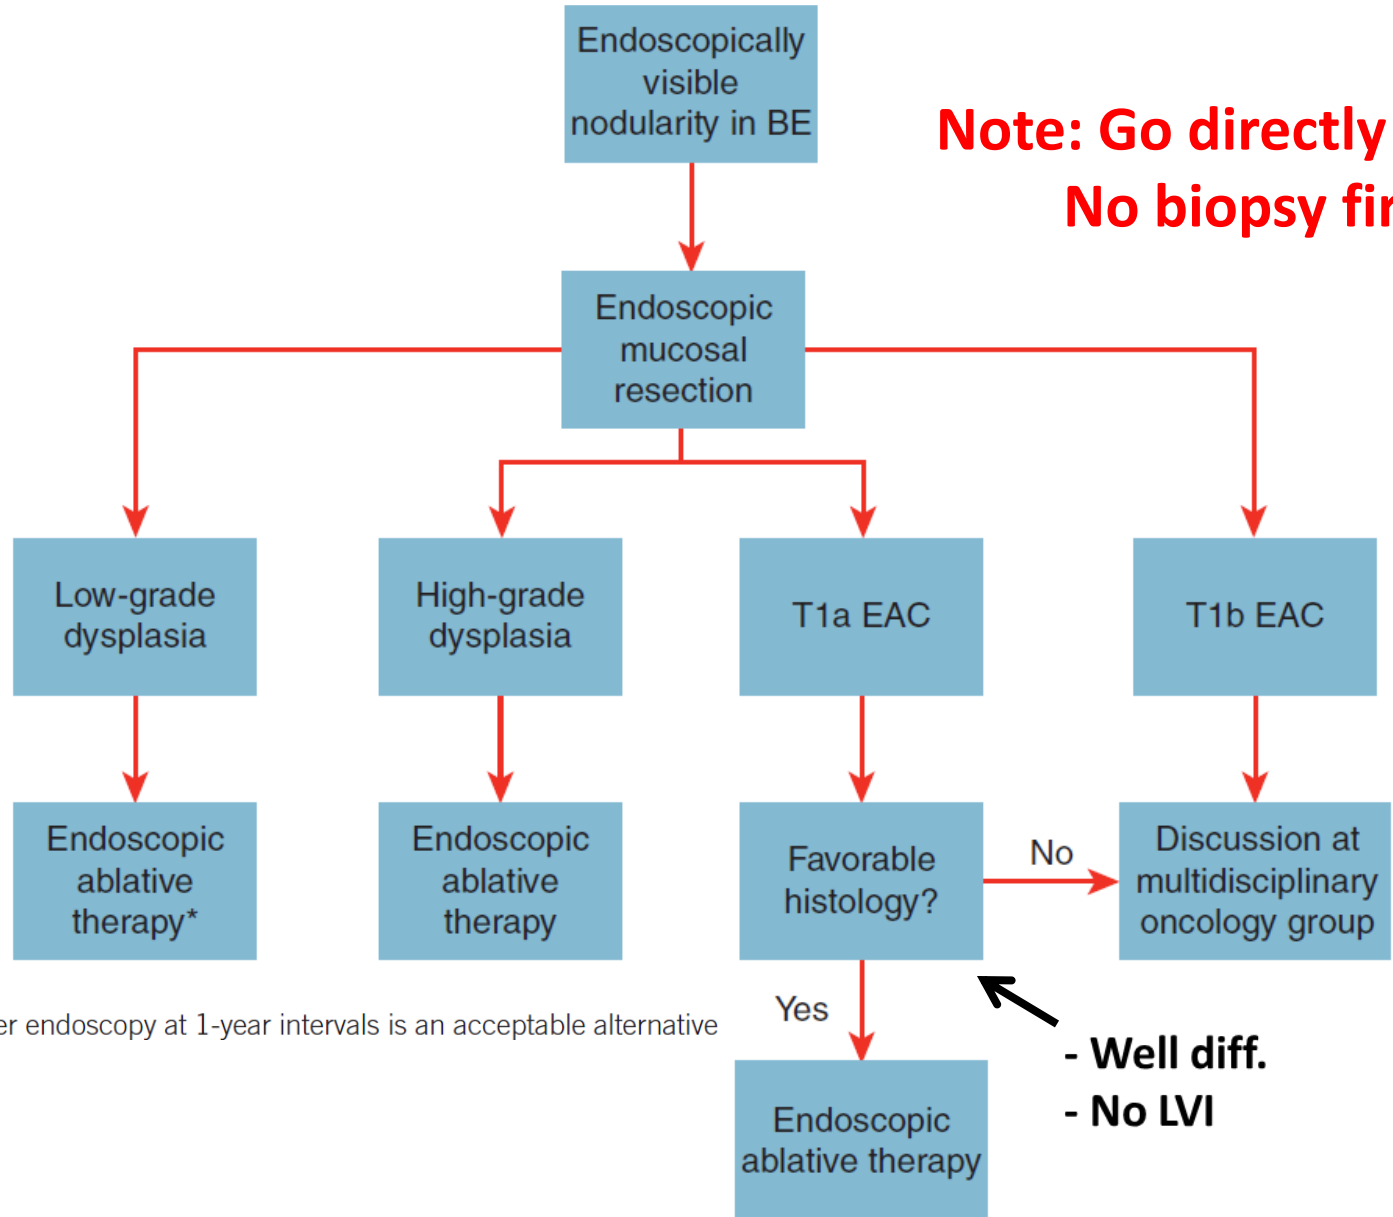 Endoscopically
visible
nodularity in BE
Note: Go directly
No biopsy
Endoscopic
mucosal
resection
Low-grade
dysplasia
High-grade
dysplasia
T1a EAC
T1b EAC
Endoscopic
ablative
therapy*
Endoscopic
ablative
therapy
Favorable
histology?
No
Discussion at
multidisciplinary
oncology group
Yes
endoscopy at 1-year intervals is an acceptable alternative
- Well diff.
- No LVI
Endoscopic
ablative therapy